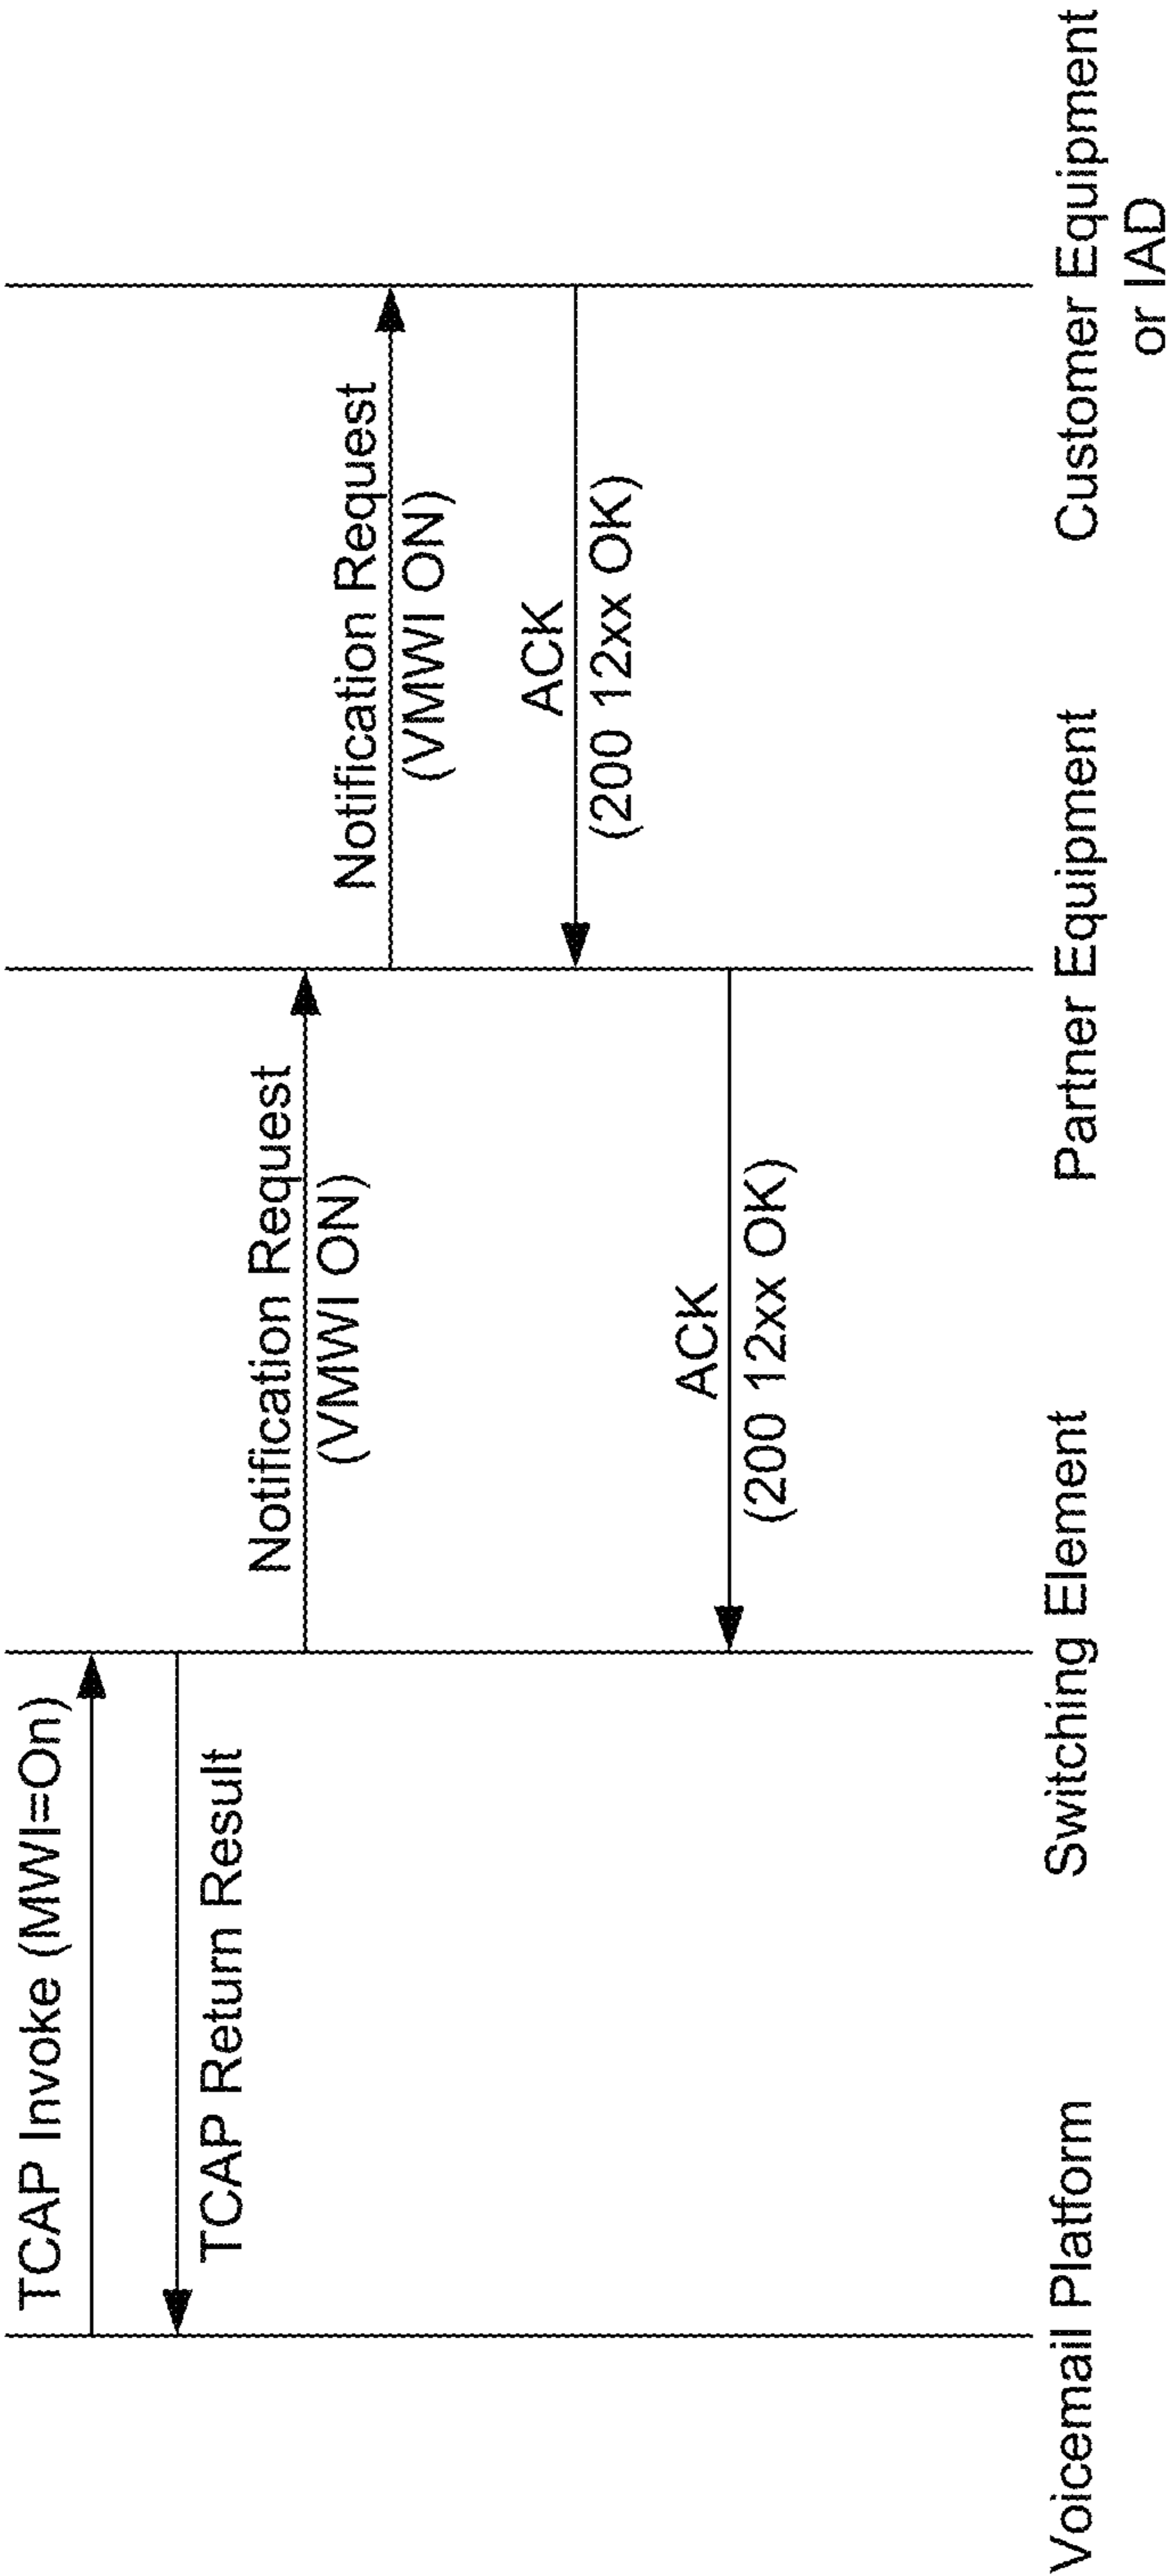 TCAP Invoke (MWI=On)
TCAP Return Result
Notification Request
(VMWI ON)
Notification Request
(VMWI ON)
ACK
(200 12xx OK)
ACK
(200 12xx OK)
Voicemail Platform
Switching Element
Partner Equipment
Customer Equipment
or IAD